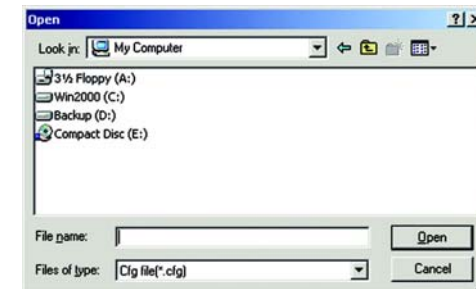 Open
Look in: My Computer
3½ Floppy (A:)
Win2000 (C:)
Backup (D:)
Compact Disc (E:)
File name:
Open
Files of type: Cfg file(*.cfg)
Cancel